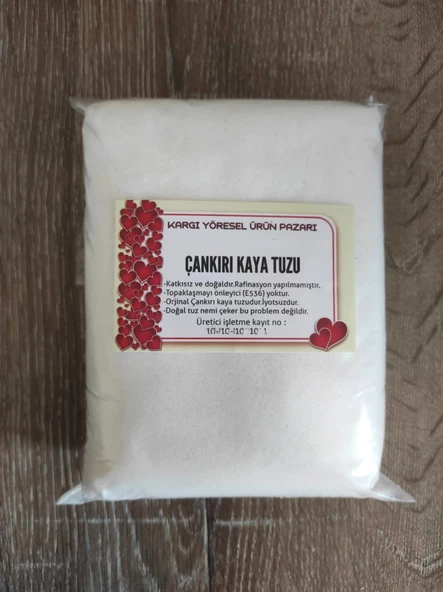 KARGI YÖRESEL ÜRÜN PAZARI
ÇANKIRI KAYA TUZU
-Katkısız ve doğaldır.Rafinasyon yapılmamıştır.
-Topaklaşmayı önleyici (E536) yoktur.
-Orjinal Çankırı kaya tuzudur.İyotsuzdur.
-Doğal tuz nemi çeker bu problem değildir.
Üretici işletme kayıt no :